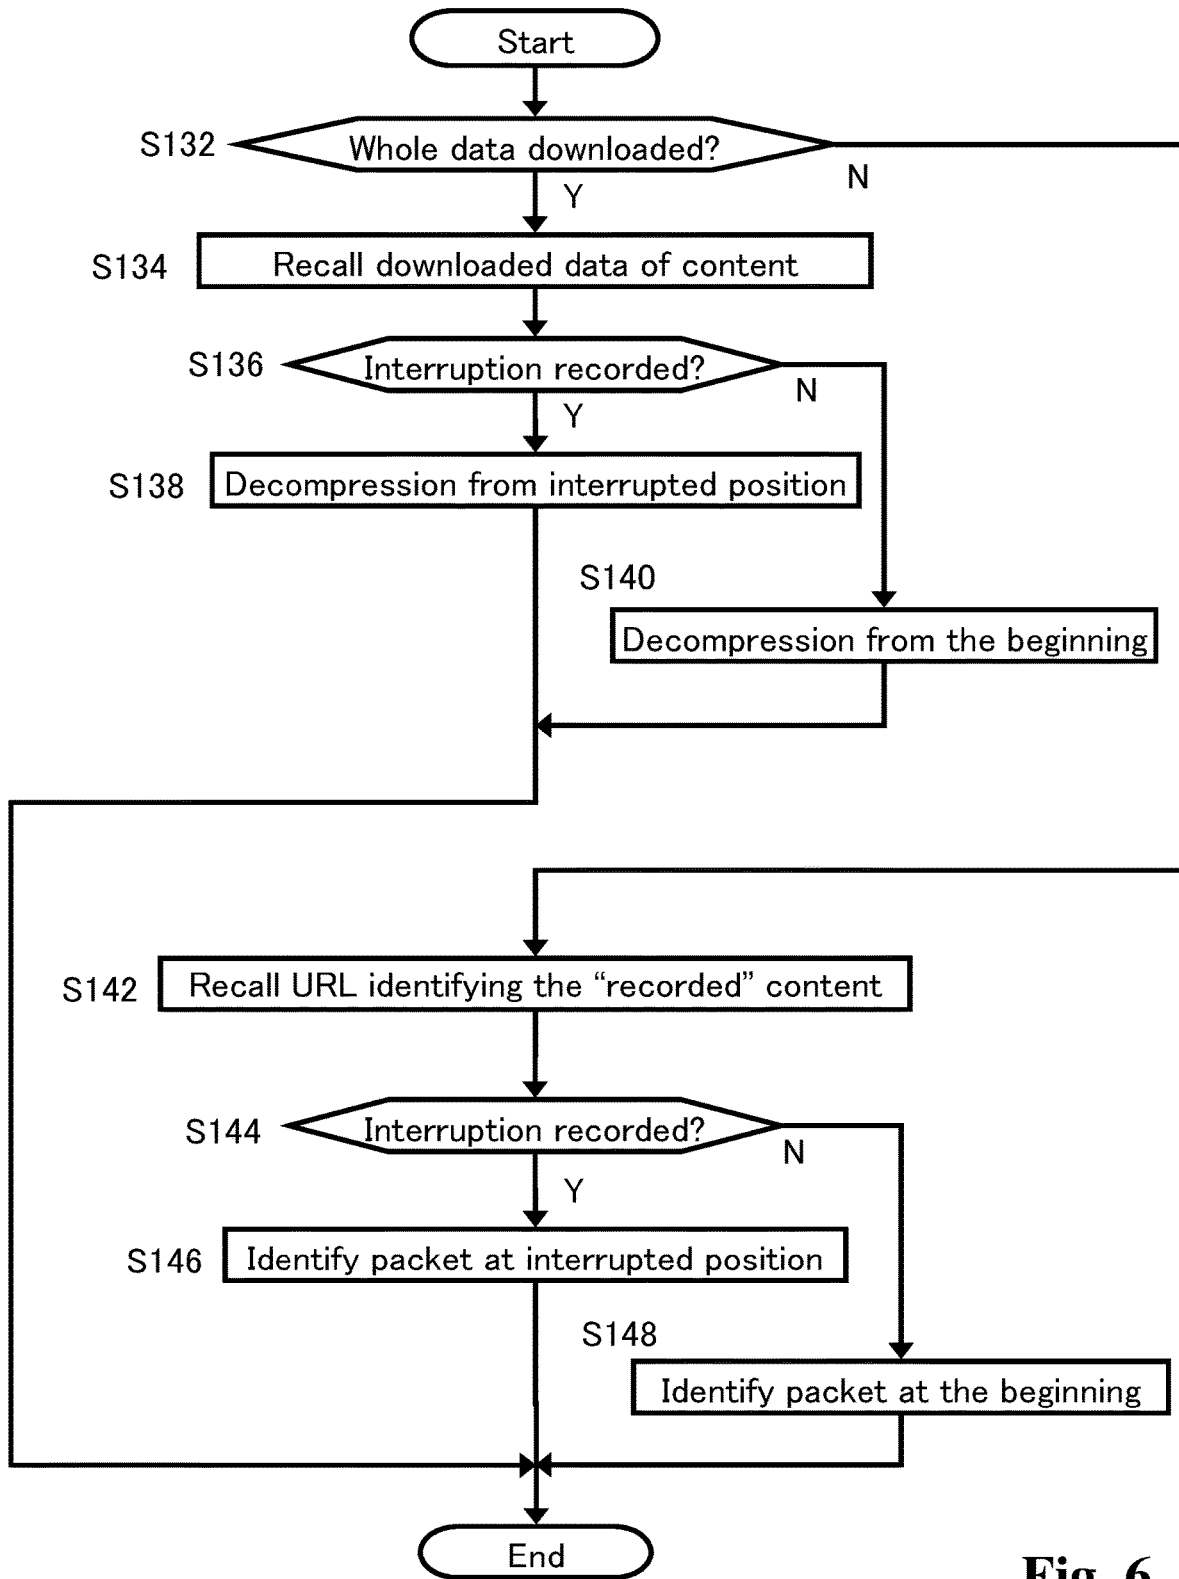 Start
S132
Whole data downloaded?
N
Y
S134
Recall downloaded data of content
S136
Interruption recorded?
N
Y
S138
Decompression from interrupted position
S140
Decompression from the beginning
S142
Recall URL identifying the “recorded” content
S144
Interruption recorded?
N
Y
S146
Identify packet at interrupted position
S148
Identify packet at the beginning
End
Fig. 6